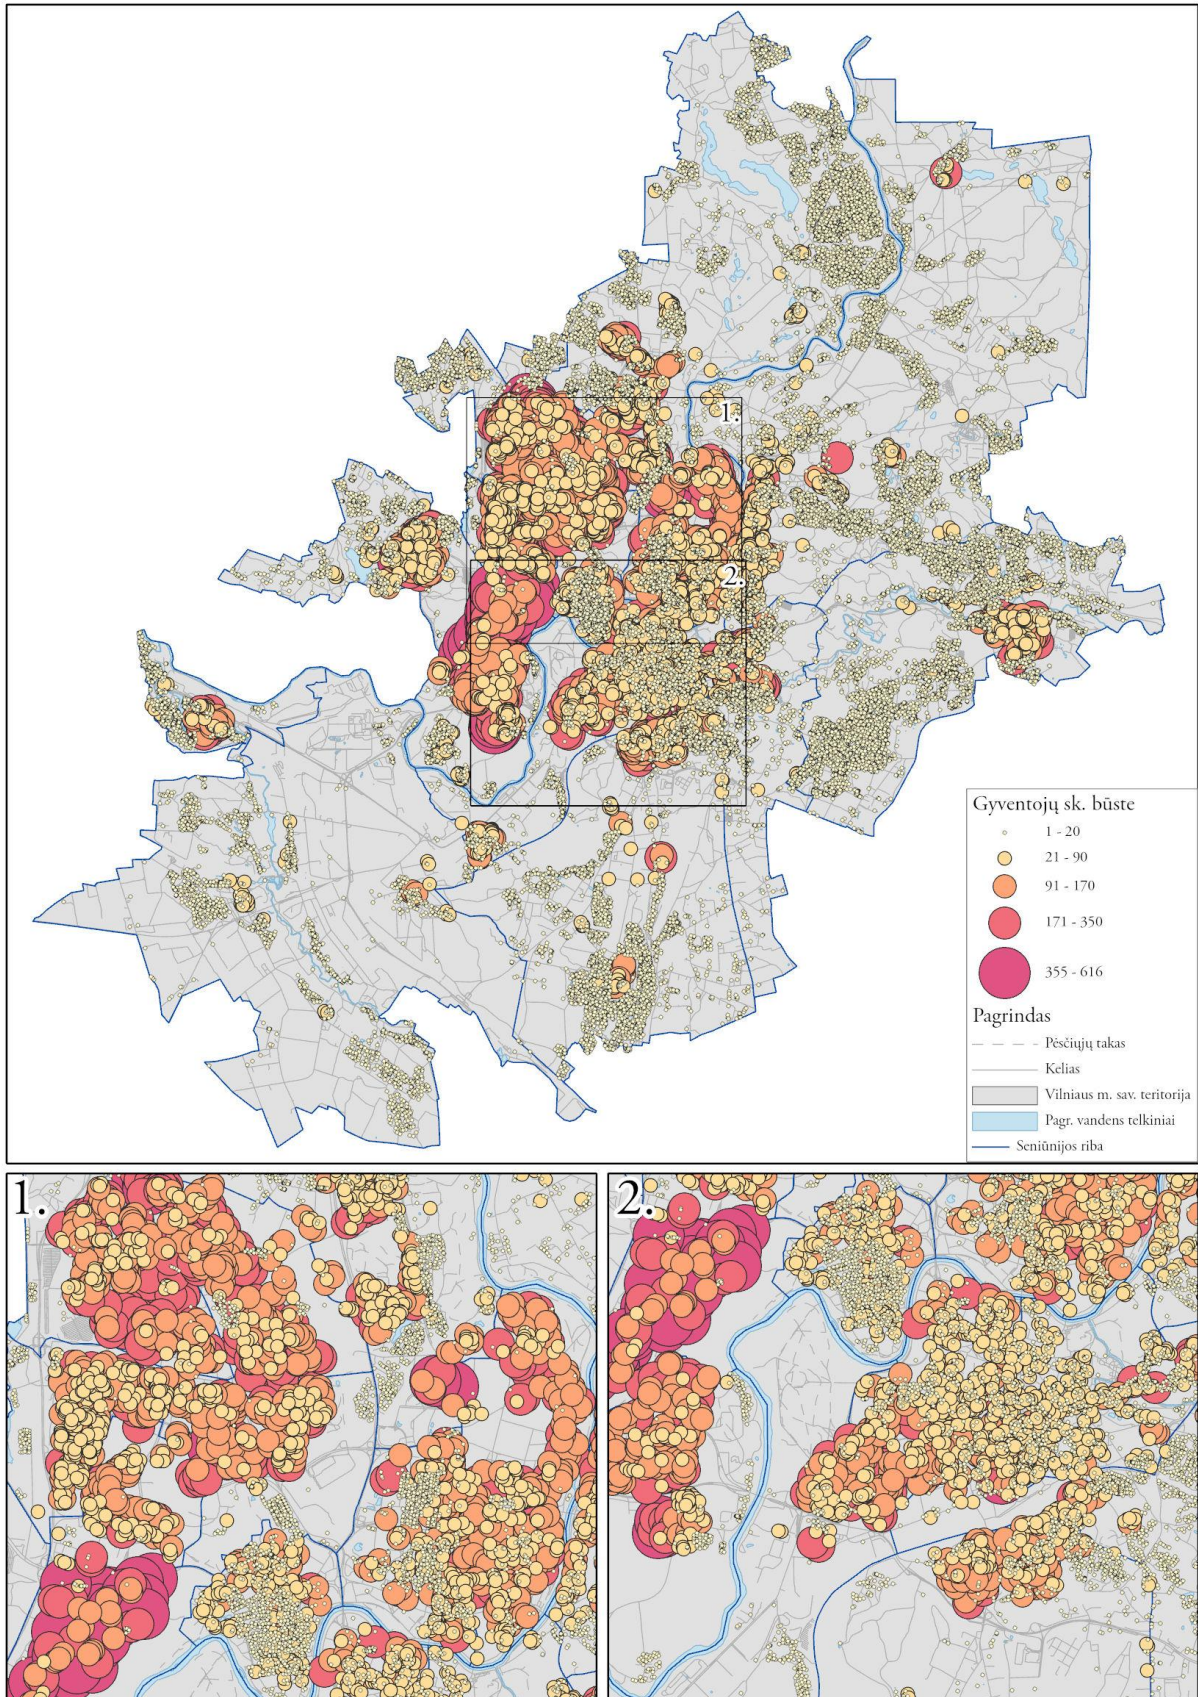 1.
2.
Gyventojų sk. būste
1 - 20
21 - 90
91 - 170
171 - 350
355 - 616
Pagrindas
Pėsčiųjų takas
Kelias
Vilniaus m. sav. teritorija
Pagr. vandens telkiniai
Seniūnijos riba
1.
2.